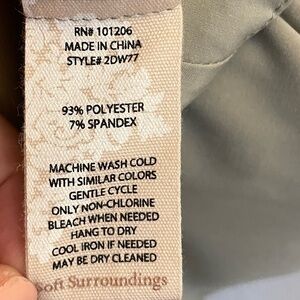 RN# 101206
MADE IN CHINA
STYLE# 2DW77
93% POLYESTER
7% SPANDEX
MACHINE WASH COLD
WITH SIMILAR COLORS
GENTLE CYCLE
ONLY NON-CHLORINE
BLEACH WHEN NEEDED
HANG TO DRY
COOL IRON IF NEEDED
MAY BE DRY CLEANED
Soft Surroundings